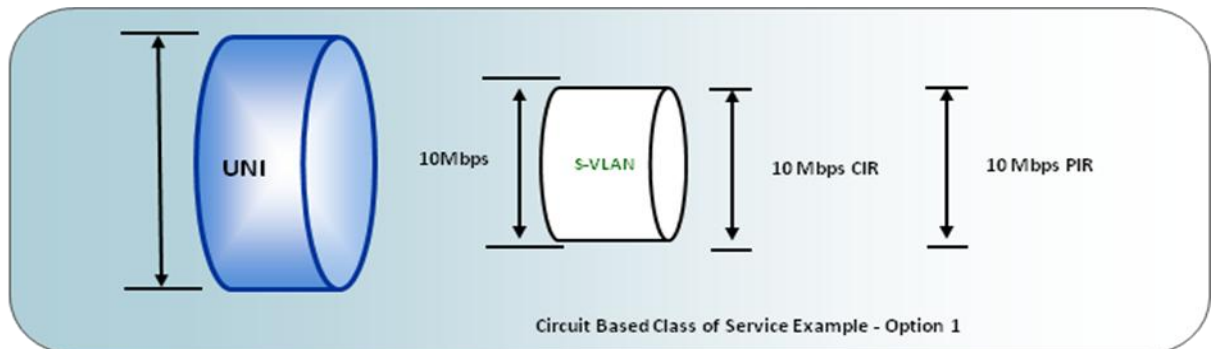 UNI
10Mbps
S-VLAN
10 Mbps CIR
10 Mbps PIR
Circuit Based Class of Service Example - Option 1